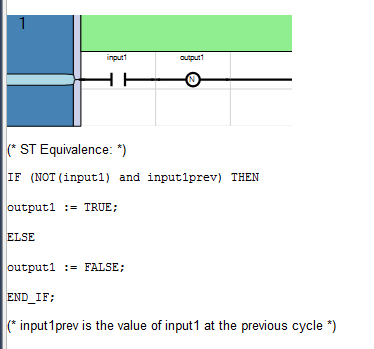 1
input1 output1
N
(* ST Equivalence: *)
IF (NOT(input1) and input1prev) THEN
output1 := TRUE;
ELSE
output1 := FALSE;
END_IF;
(* input1prev is the value of input1 at the previous cycle *)